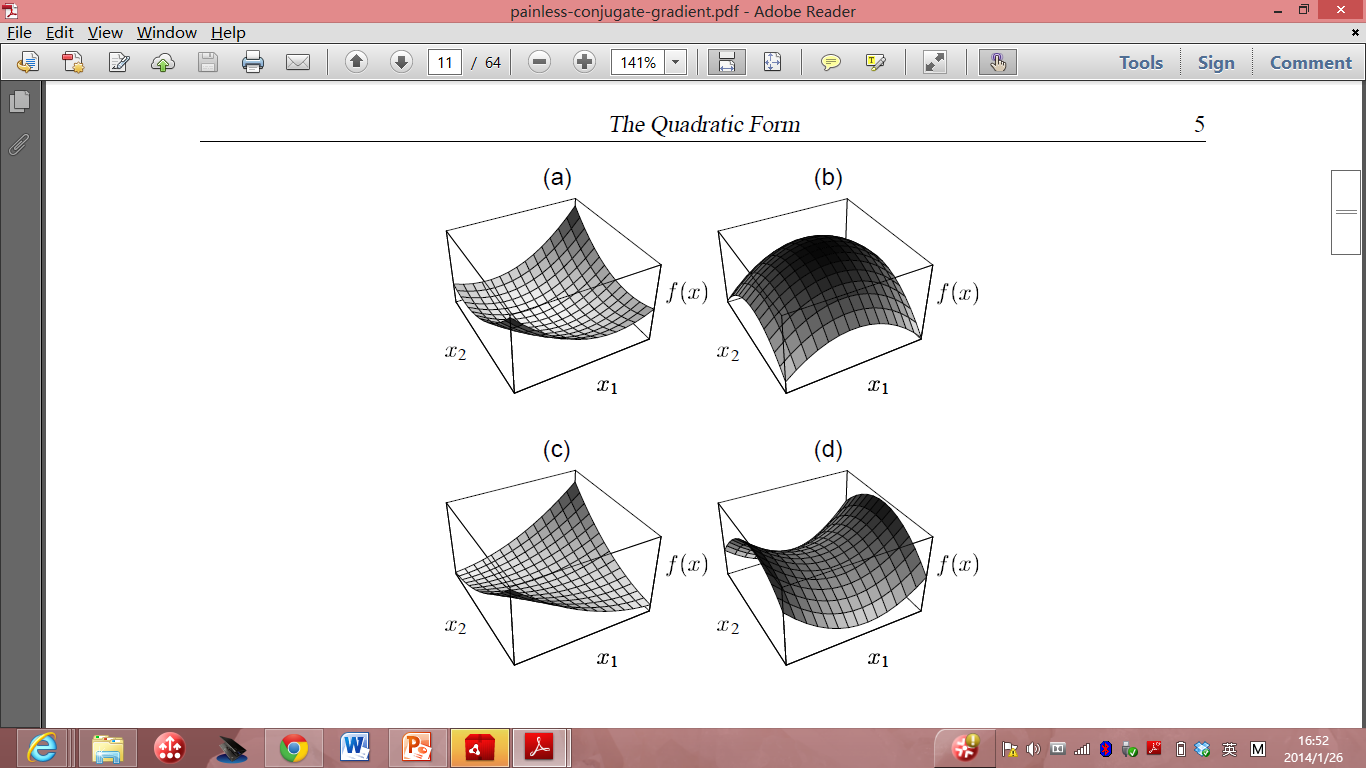 painless-conjugate-gradient.pdf - Adobe Reader
File Edit View Window Help
11 / 64 141% Tools Sign Comment
The Quadratic Form 5
(a) (b)
f(x) f(x)
x2 x2
x1 x1
(c) (d)
f(x) f(x)
x2 x2
x1 x1
英 M
16:52
2014/1/26